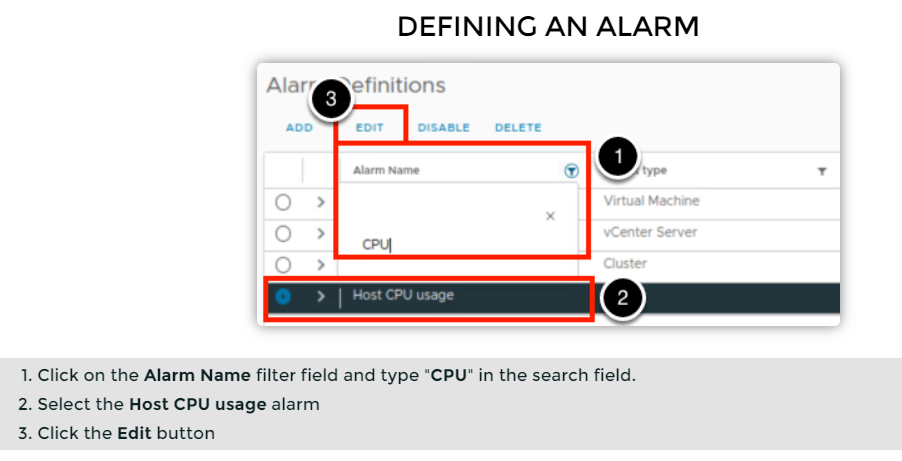 DEFINING AN ALARM
Definitions
3
ADD EDIT DISABLE DELETE
1
Alarm Name type
Virtual Machine
×
vCenter Server
CPU
Cluster
Host CPU usage
2
1. Click on the Alarm Name filter field and type "CPU" in the search field.
2. Select the Host CPU usage alarm
3. Click the Edit button